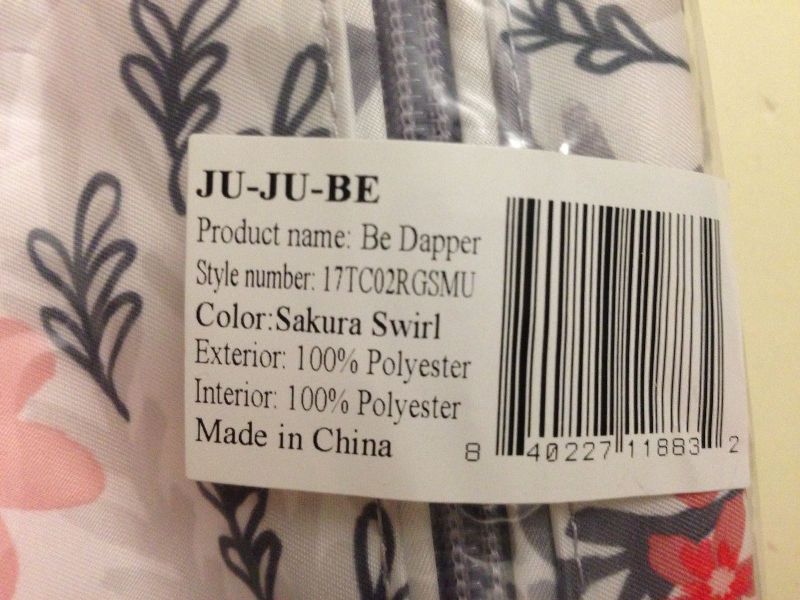 JU-JU-BE
Product name: Be Dapper
Style number: 17TC02RGSMU
Color:Sakura Swirl
Exterior: 100% Polyester
Interior: 100% Polyester
Made in China
8 40227 11883 2